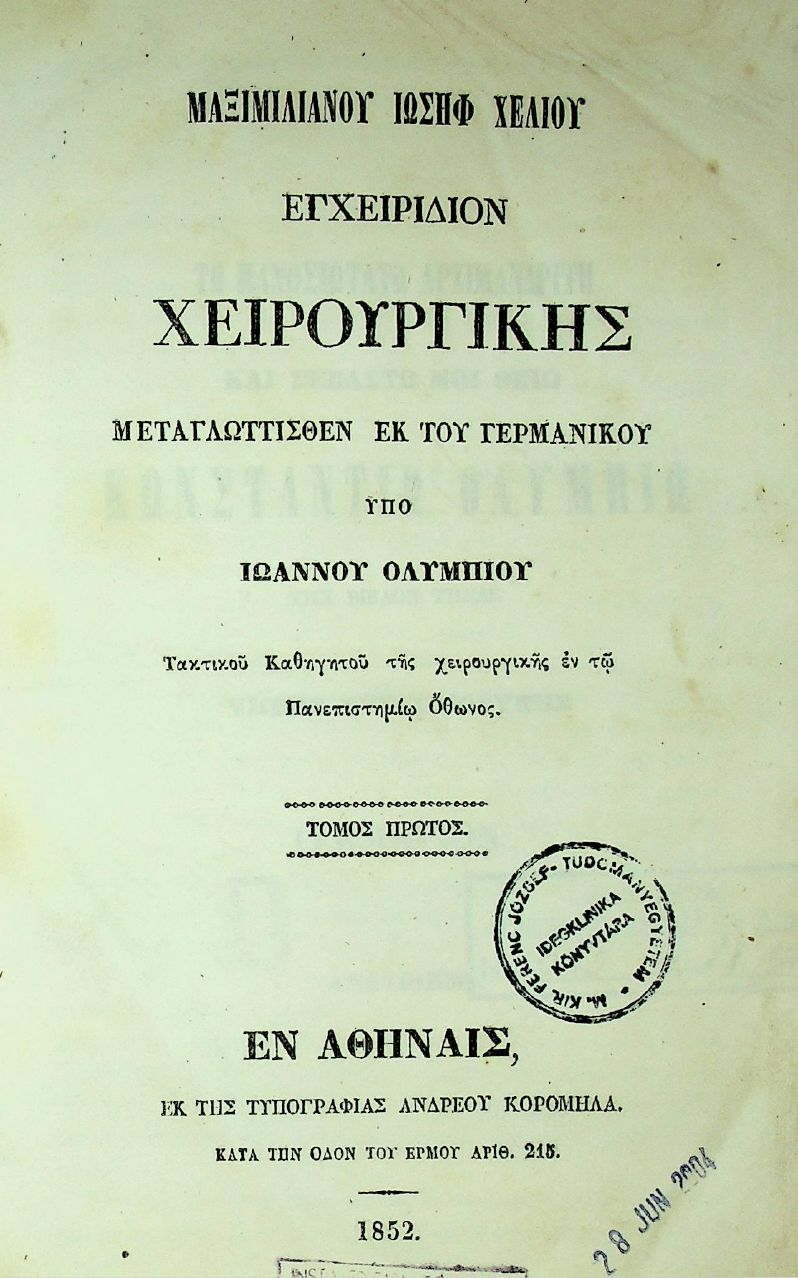 ΜΑΞΙΜΙΛΙΑΝΟΥ ΙΩΣΗΦ ΧΕΛΙΟΥ
ΕΓΧΕΙΡΙΔΙΟΝ
ΧΕΙΡΟΥΡΓΙΚΗΣ
ΜΕΤΑΓΛΩΤΤΙΣΘΕΝ ΕΚ ΤΟΥ ΓΕΡΜΑΝΙΚΟΥ
ΥΠΟ
ΙΩΑΝΝΟΥ ΟΛΥΜΠΙΟΥ
Τακτικοῦ Καθηγητοῦ τῆς χειρουργικῆς ἐν τῷ
Πανεπιστημίῳ Ὄθωνος.
ΤΟΜΟΣ ΠΡΩΤΟΣ.
M. KIR. FERENC JÓZSEF-TUDOMÁNYEGYETEM
IDEGKLINIKA
KÖNYVTÁRA
ΕΝ ΑΘΗΝΑΙΣ,
ΕΚ ΤΗΣ ΤΥΠΟΓΡΑΦΙΑΣ ΑΝΔΡΕΟΥ ΚΟΡΟΜΗΛΑ.
ΚΑΤΑ ΤΗΝ ΟΔΟΝ ΤΟΥ ΕΡΜΟΥ ΑΡΙΘ. 215.
1852.
28 JUN 2004